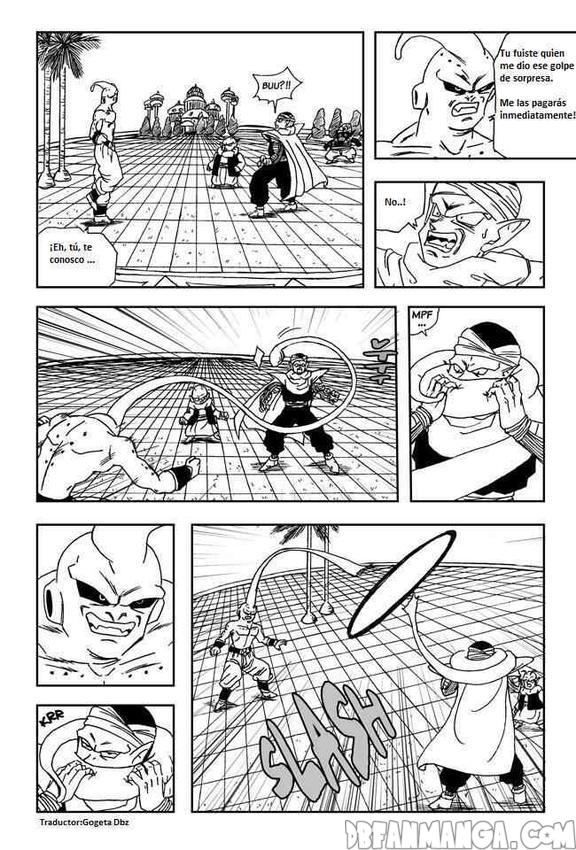 BUU?!!
¡Eh, tú, te
conosco ...
Tu fuiste quien
me dio ese golpe
de sorpresa.
Me las pagarás
inmediatamente!
No..!
MPF
...
KRR
SLASH
Traductor:Gogeta Dbz
DBFANMANGA.COM